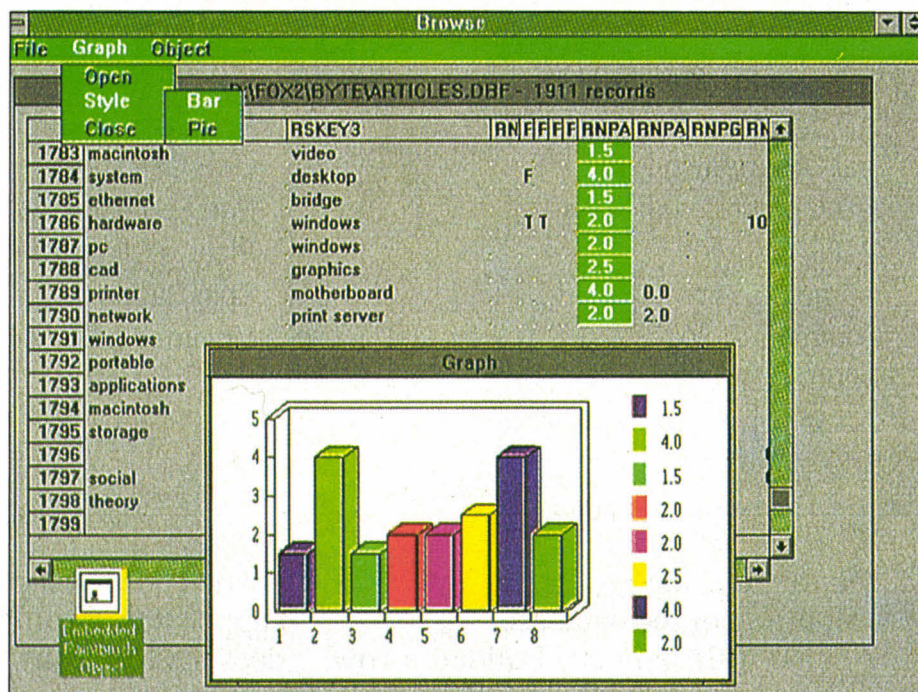 Browse
File Graph Object
Open
Style
Close
Bar
Pie
\FOX2\BYTE\ARTICLES.DBF - 1911 records
RSKEY3 RN F F F F RNPA RNPA RNPG RN
1783 macintosh video 1.5
1784 system desktop F 4.0
1785 ethernet bridge 1.5
1786 hardware windows T T 2.0 10
1787 pc windows 2.0
1788 cad graphics 2.5
1789 printer motherboard 4.0 0.0
1790 network print server 2.0 2.0
1791 windows
1792 portable
1793 applications
1794 macintosh
1795 storage
1796
1797 social
1798 theory
1799
Graph
5
4
3
2
1
0
1 2 3 4 5 6 7 8
1.5
4.0
1.5
2.0
2.0
2.5
4.0
2.0
Embedded
Paintbrush
Object